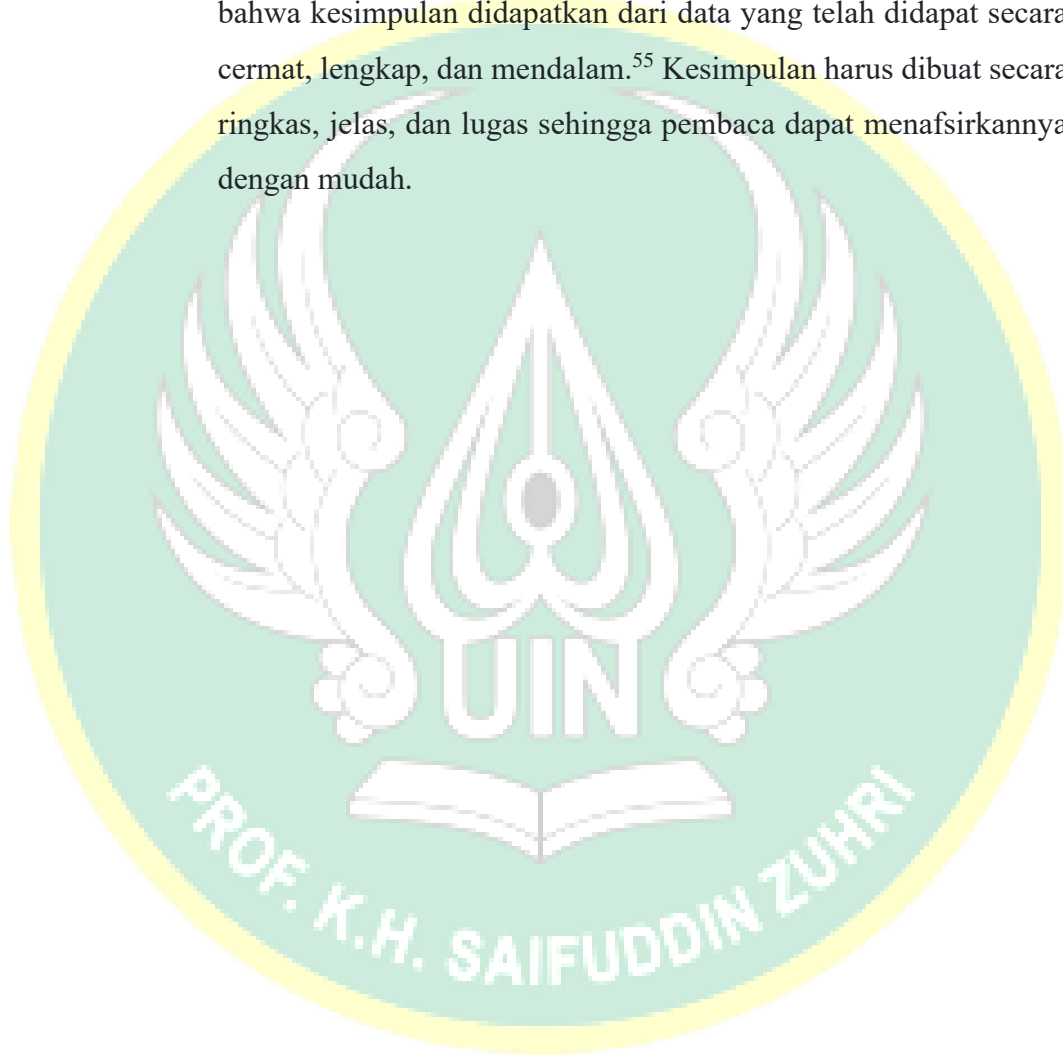 bahwa kesimpulan didapatkan dari data yang telah didapat secara
cermat, lengkap, dan mendalam.⁵⁵ Kesimpulan harus dibuat secara
ringkas, jelas, dan lugas sehingga pembaca dapat menafsirkannya
dengan mudah.
UIN
PROF. K.H. SAIFUDDIN ZUHRI